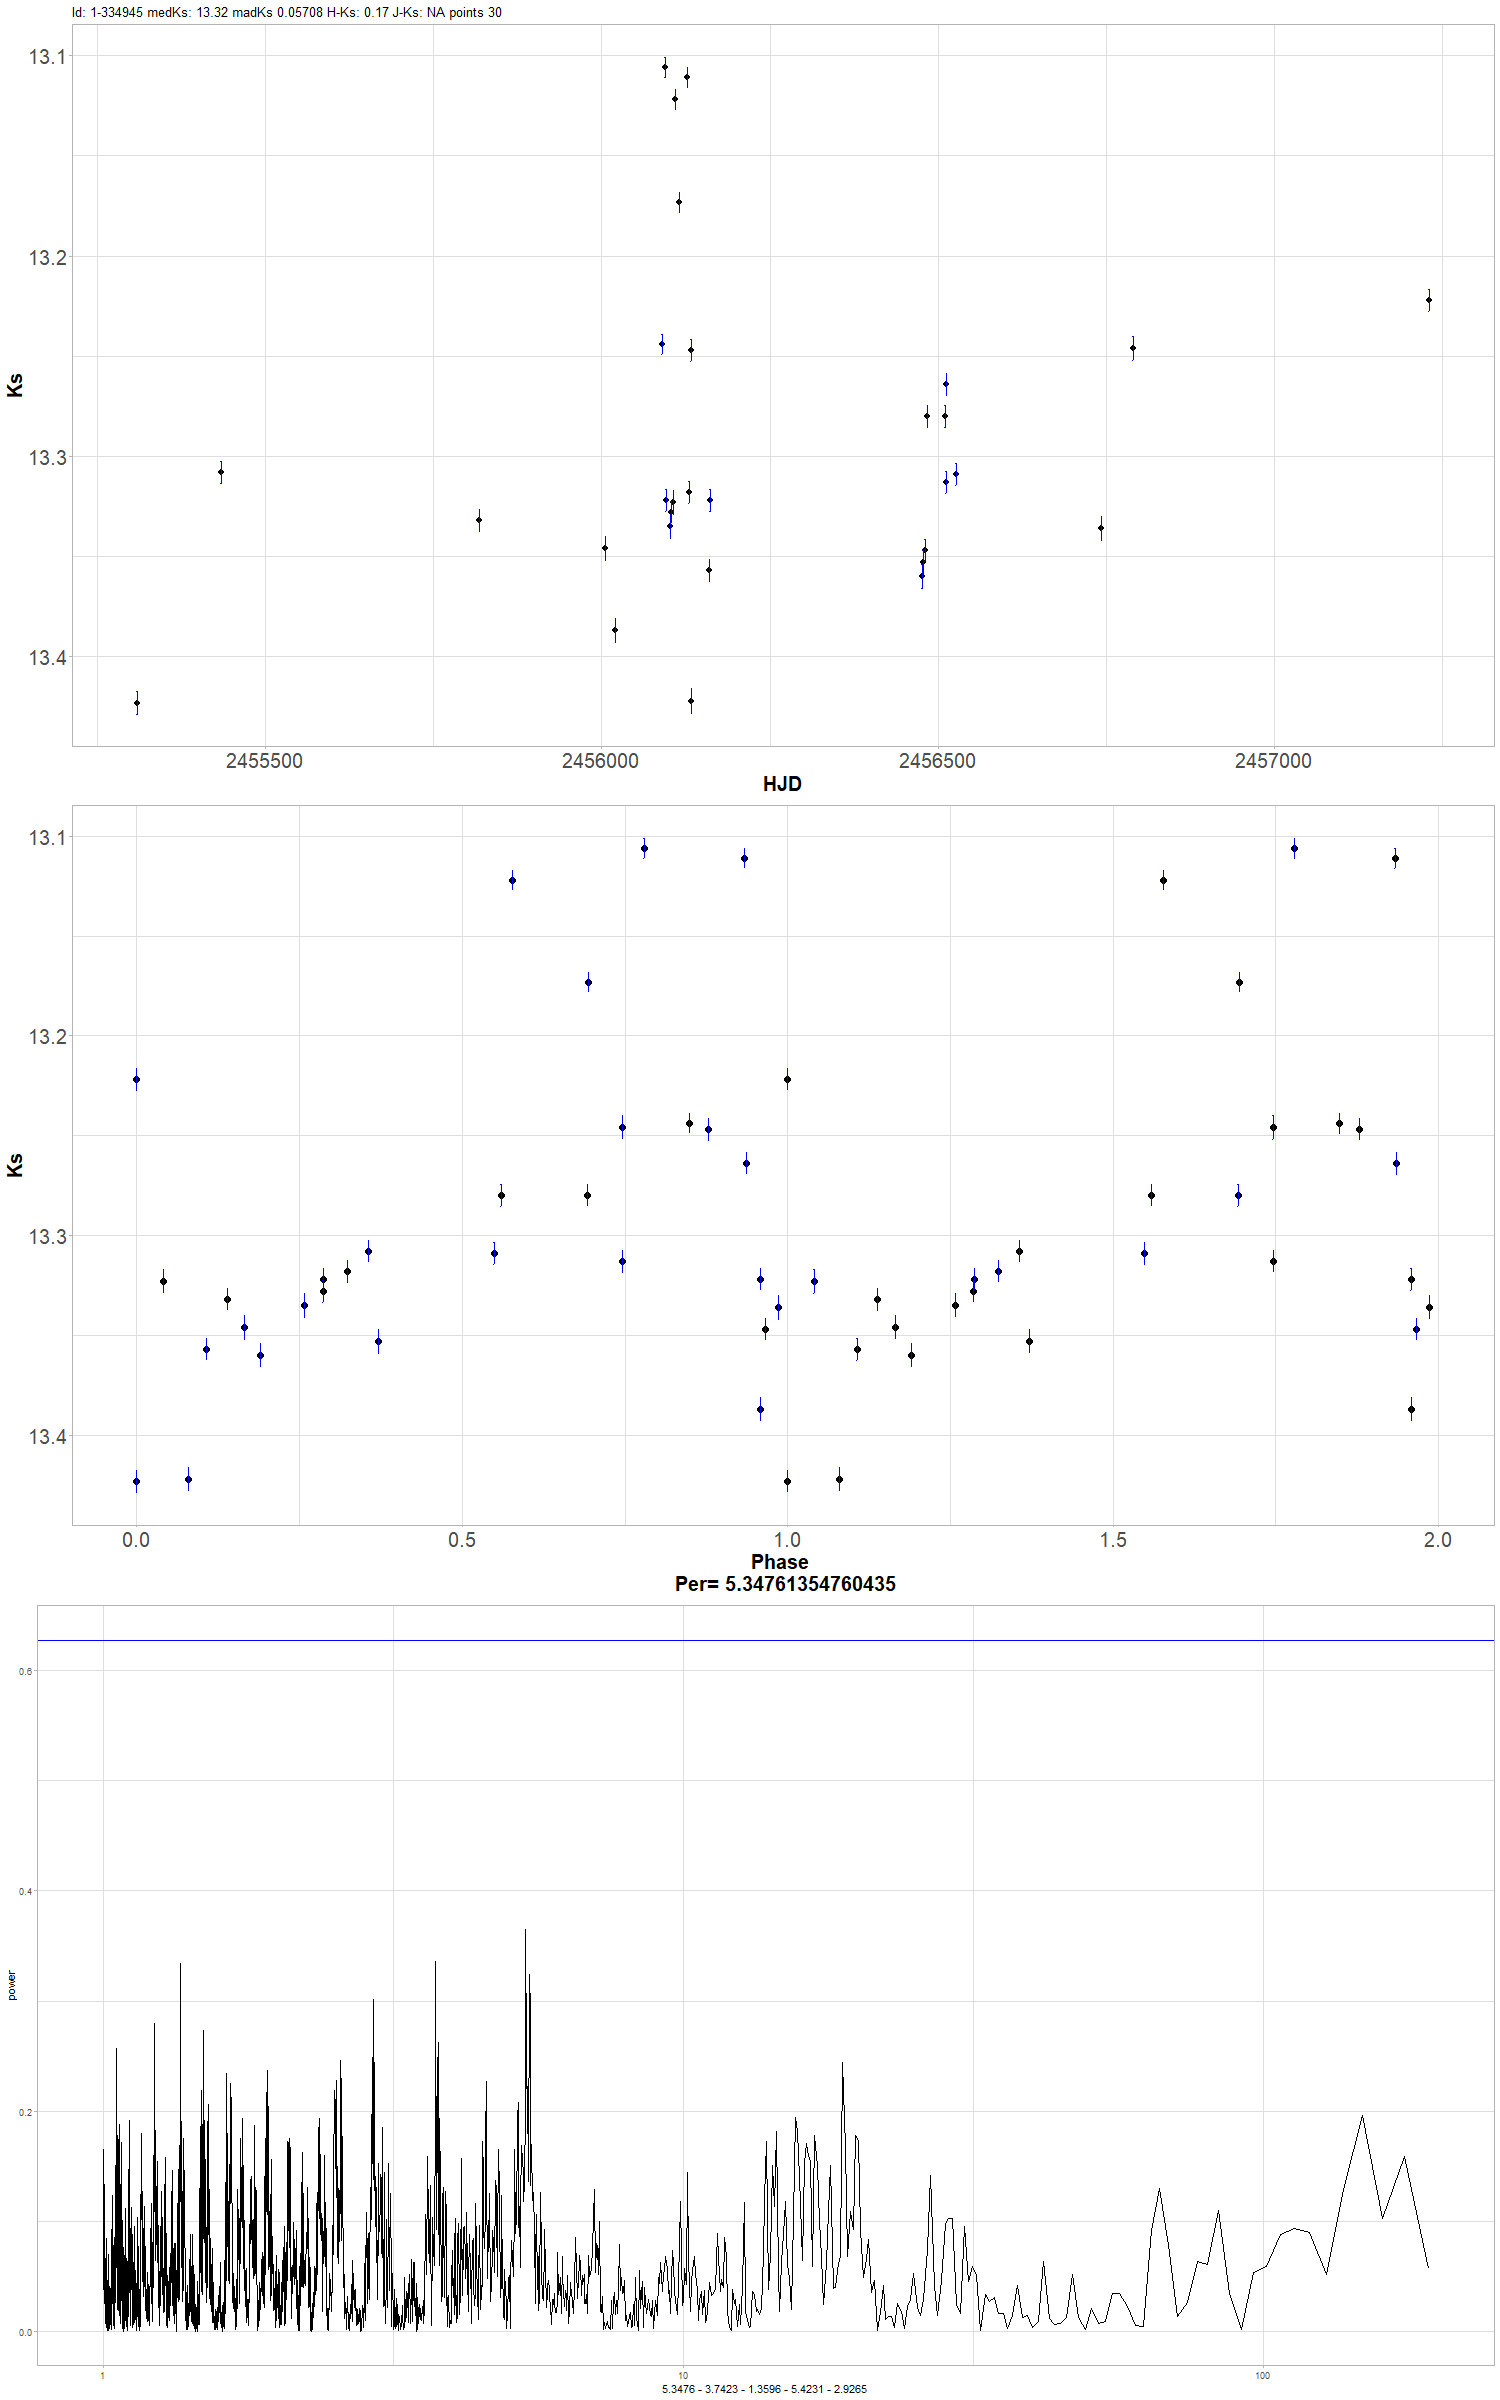 Id: 1-334945 medKs: 13.32 madKs 0.05708 H-Ks: 0.17 J-Ks: NA points 30
13.1
13.2
13.3
13.4
Ks
2455500 2456000 2456500 2457000
HJD
13.1
13.2
13.3
13.4
Ks
0.0 0.5 1.0 1.5 2.0
Phase
Per= 5.34761354760435
0.6
0.4
0.2
0.0
power
1 10 100
5.3476 - 3.7423 - 1.3596 - 5.4231 - 2.9265